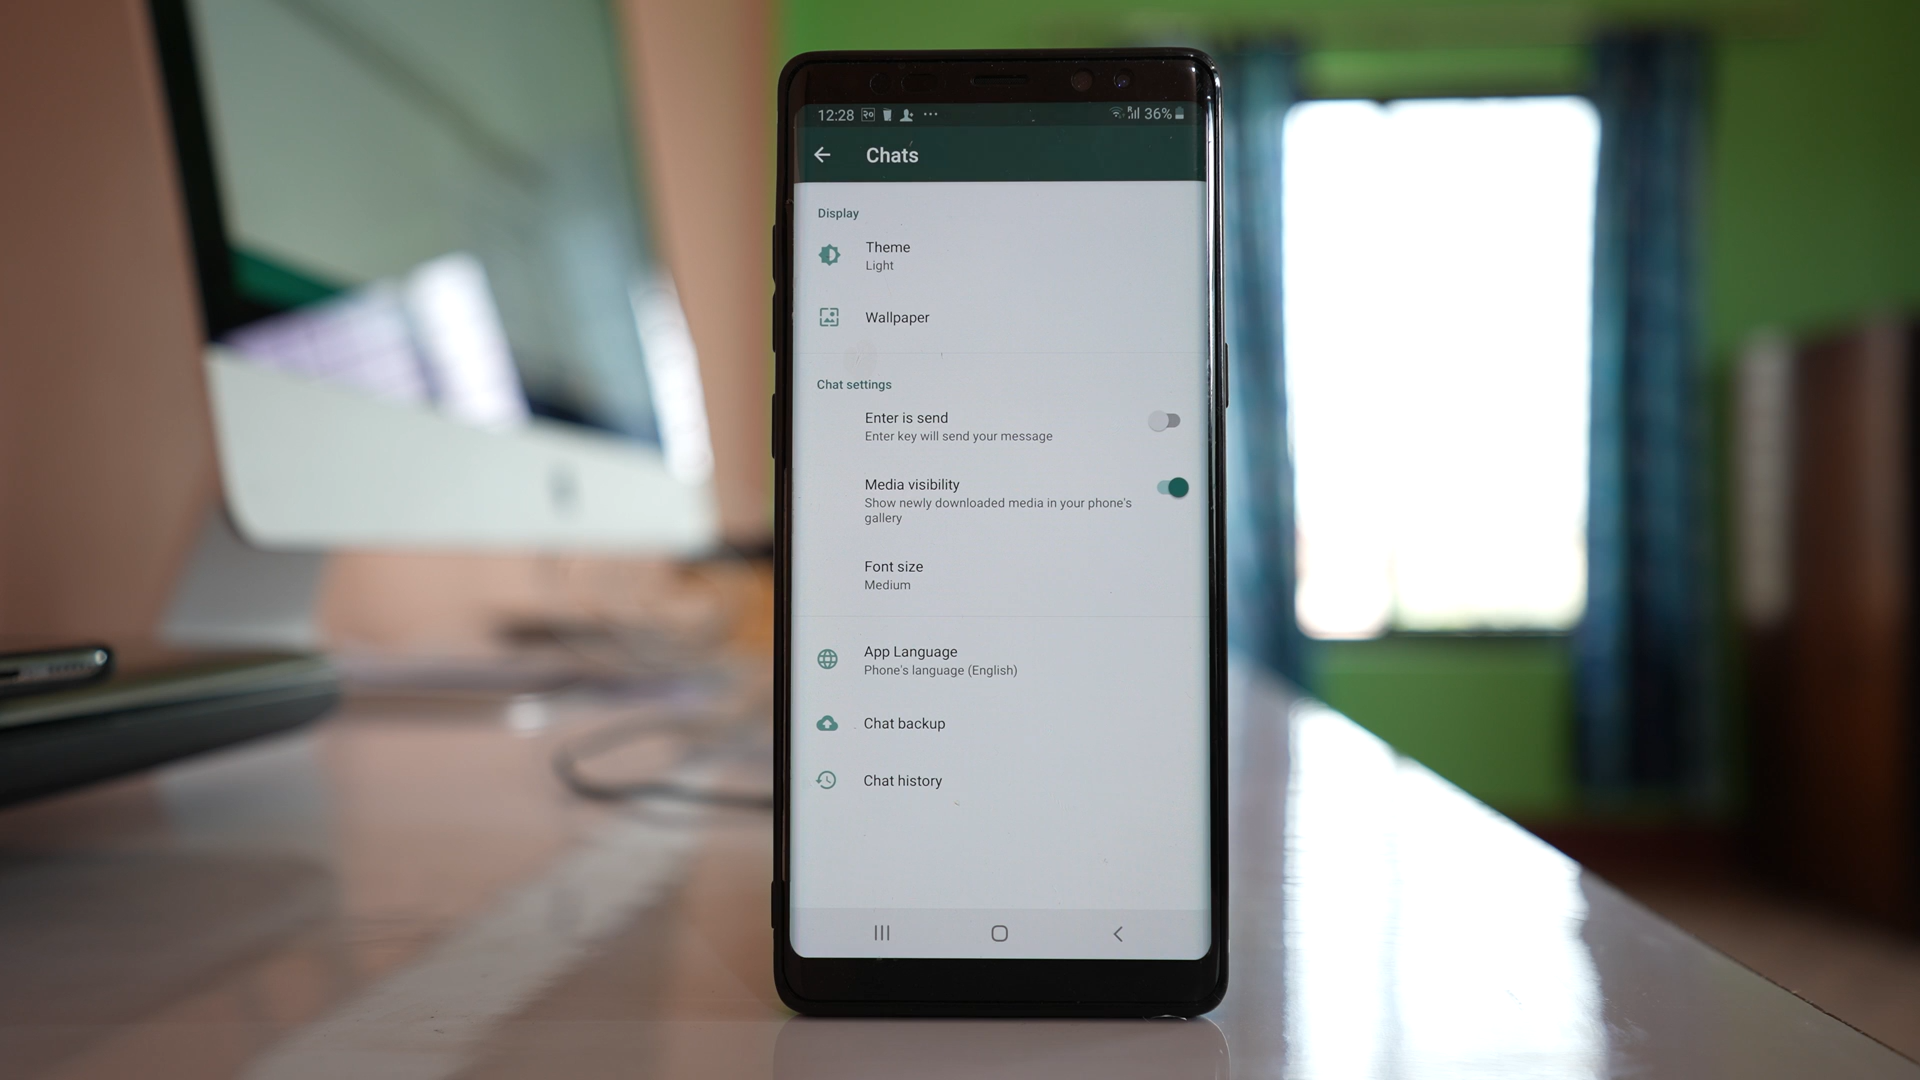 12:28 36%
Chats
Display
Theme
Light
Wallpaper
Chat settings
Enter is send
Enter key will send your message
Media visibility
Show newly downloaded media in your phone's
gallery
Font size
Medium
App Language
Phone's language (English)
Chat backup
Chat history